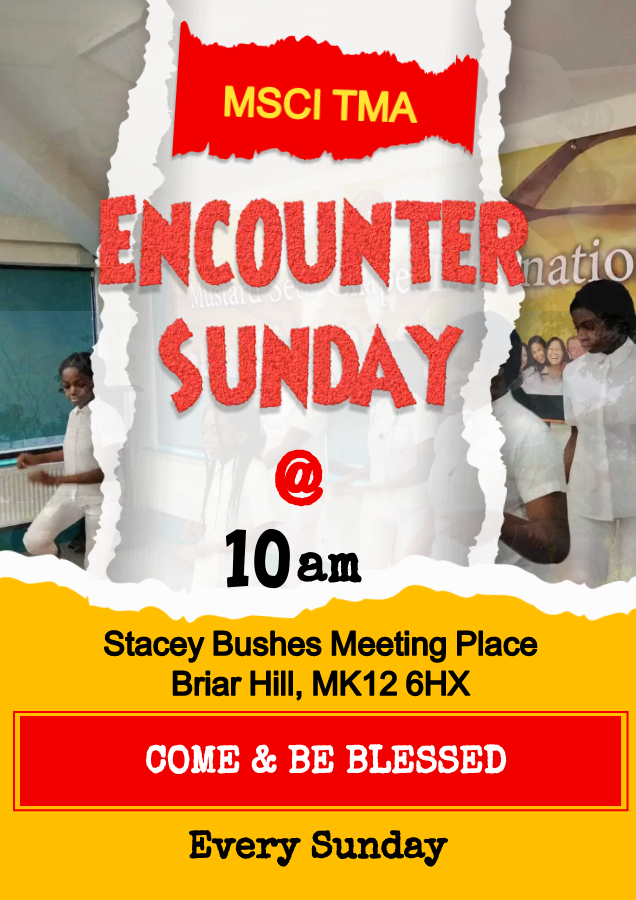 MSCI TMA
ENCOUNTER
SUNDAY
@
10am
Stacey Bushes Meeting Place
Briar Hill, MK12 6HX
COME & BE BLESSED
Every Sunday